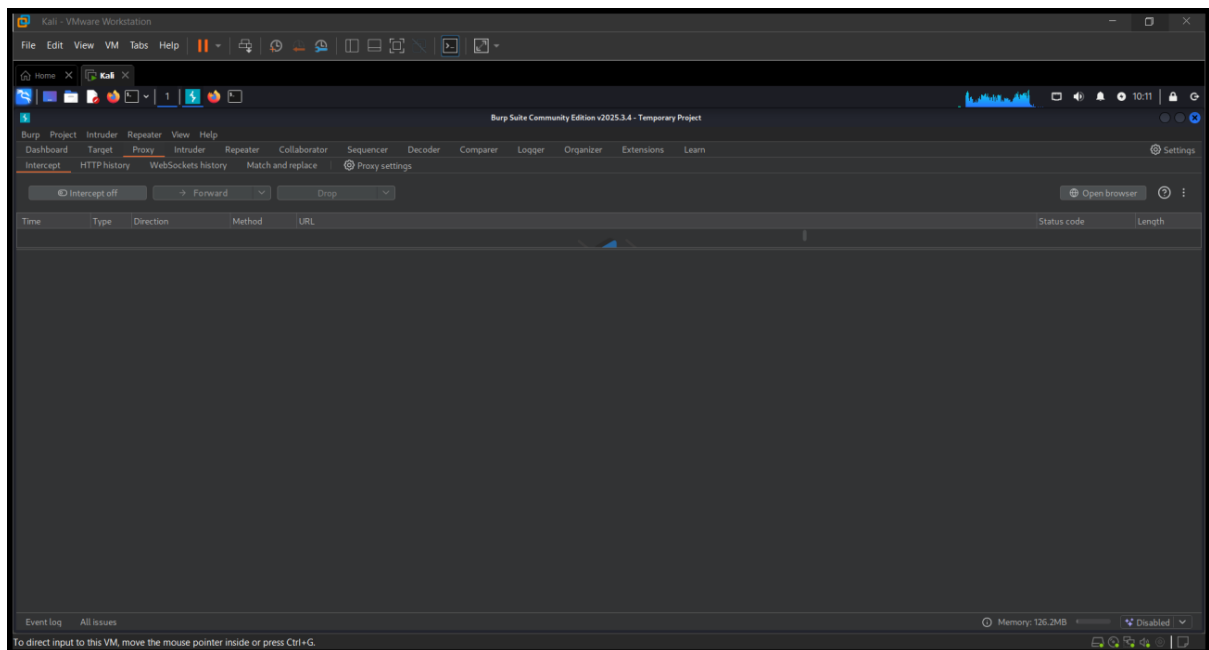 Kali - VMware Workstation
File Edit View VM Tabs Help
Home Kali
1 10:11
Burp Suite Community Edition v2025.3.4 - Temporary Project
Burp Project Intruder Repeater View Help
Dashboard Target Proxy Intruder Repeater Collaborator Sequencer Decoder Comparer Logger Organizer Extensions Learn Settings
Intercept HTTP history WebSockets history Match and replace Proxy settings
Intercept off Forward Drop Open browser
Time Type Direction Method URL Status code Length
Event log All issues Memory: 126.2MB Disabled
To direct input to this VM, move the mouse pointer inside or press Ctrl+G.